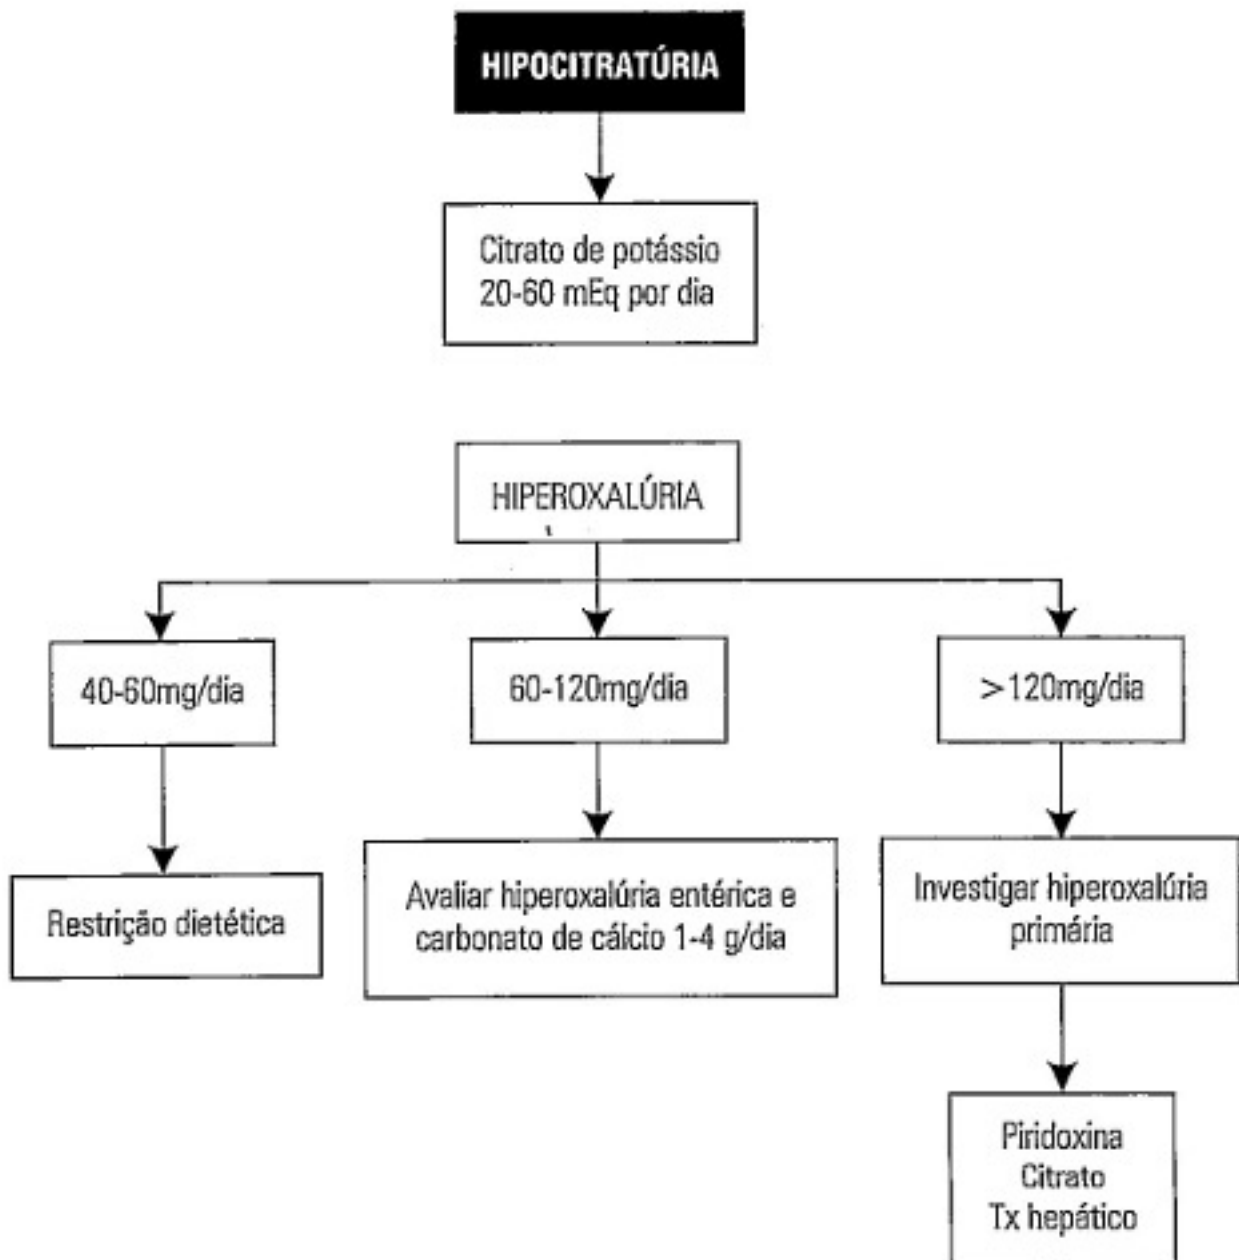 HIPOCITRATÚRIA
Citrato de potássio
20-60 mEq por dia
HIPEROXALÚRIA
40-60mg/dia
60-120mg/dia
>120mg/dia
Restrição dietética
Avaliar hiperoxalúria entérica e
carbonato de cálcio 1-4 g/dia
Investigar hiperoxalúria
primária
Piridoxina
Citrato
Tx hepático